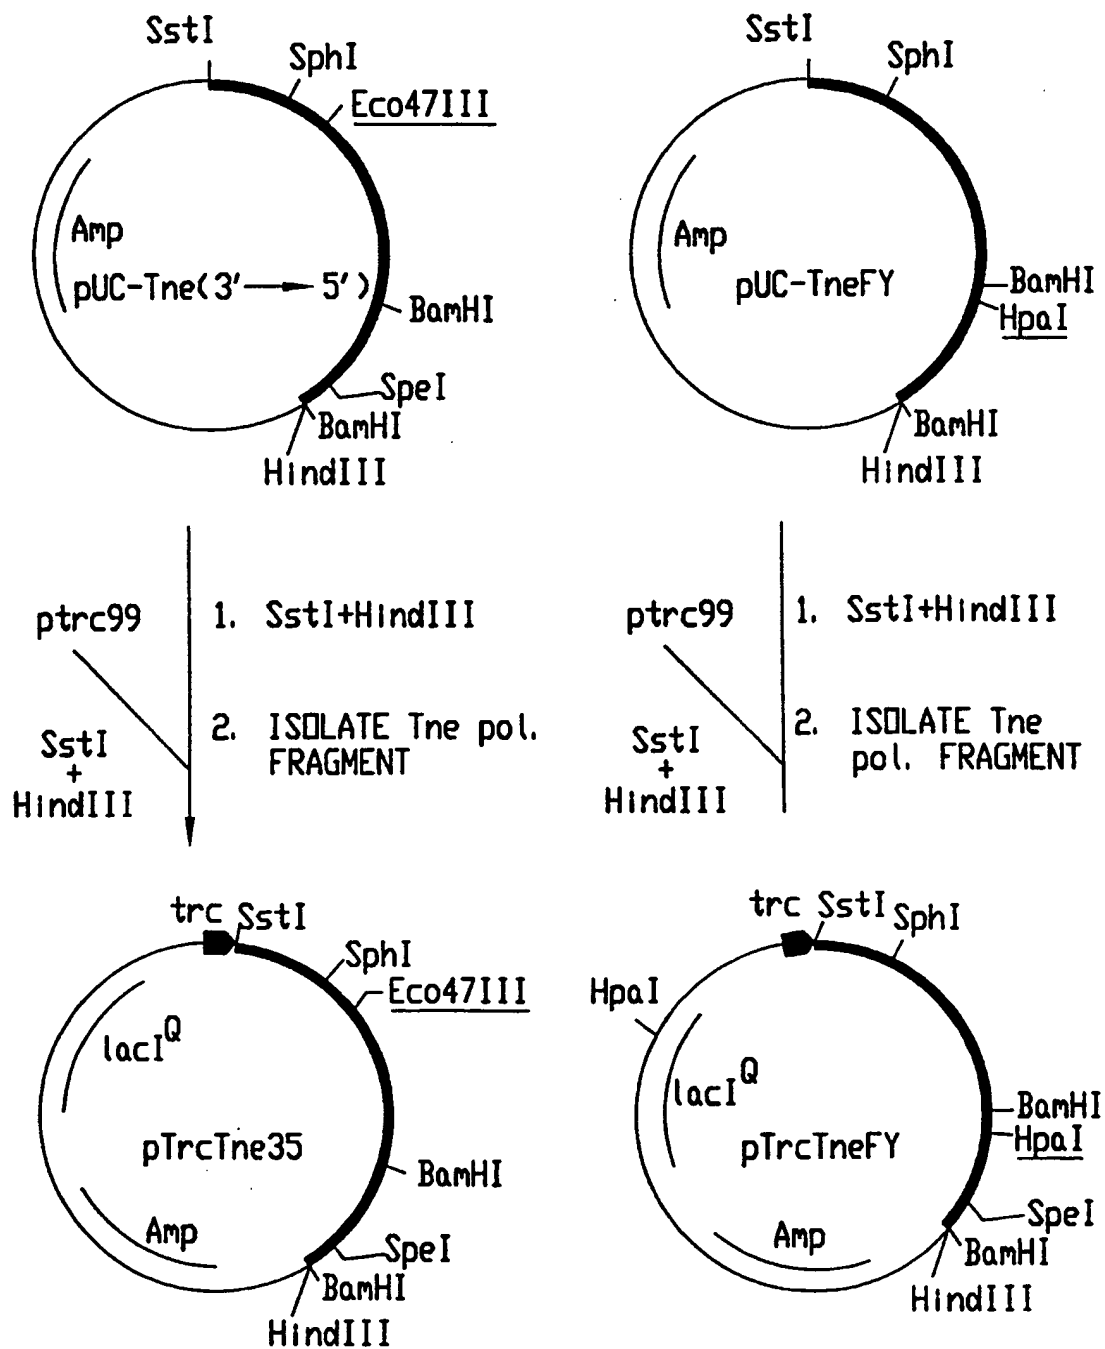 SstI
SphI
Eco47III
Amp
pUC-Tne(3' → 5')
BamHI
SpeI
BamHI
HindIII
SstI
SphI
Amp
pUC-TneFY
BamHI
HpaI
BamHI
HindIII
ptrc99
1. SstI+HindIII
2. ISOLATE Tne pol.
FRAGMENT
SstI
+
HindIII
ptrc99
1. SstI+HindIII
2. ISOLATE Tne
pol. FRAGMENT
SstI
+
HindIII
trc
SstI
SphI
Eco47III
lacI^Q
pTrcTne35
BamHI
Amp
SpeI
BamHI
HindIII
trc
SstI
SphI
HpaI
lacI^Q
BamHI
HpaI
pTrcTneFY
SpeI
Amp
BamHI
HindIII